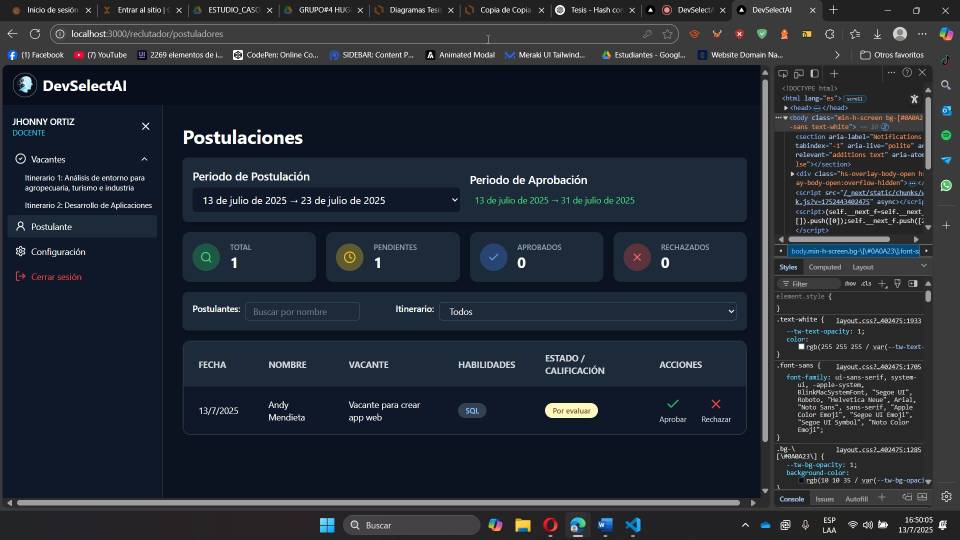 Inicio de sesión
Entrar al sitio |
ESTUDIO_CASO
GRUPO#4 HUG
Diagramas Tesis
Copia de Copia
Tesis - Hash con
DevSelectA
DevSelectAI
localhost:3000/reclutador/postuladores
(1) Facebook
(7) YouTube
2269 elementos de i...
CodePen: Online Co...
SIDEBAR: Content P...
Animated Modal
Meraki UI Tailwind...
Estudiantes - Googl...
Website Domain Na...
Otros favoritos
DevSelectAI
JHONNY ORTIZ
DOCENTE
Vacantes
Itinerario 1: Análisis de entorno para
agropecuaria, turismo e industria
Itinerario 2: Desarrollo de Aplicaciones
Postulante
Configuración
Cerrar sesión
Postulaciones
Periodo de Postulación
13 de julio de 2025 → 23 de julio de 2025
Periodo de Aprobación
13 de julio de 2025 → 31 de julio de 2025
TOTAL
1
PENDIENTES
1
APROBADOS
0
RECHAZADOS
0
Postulantes:
Buscar por nombre
Itinerario:
Todos
FECHA
NOMBRE
VACANTE
HABILIDADES
ESTADO /
CALIFICACIÓN
ACCIONES
13/7/2025
Andy
Mendieta
Vacante para crear
app web
SQL
Por evaluar
Aprobar
Rechazar
<!DOCTYPE html>
<html lang="es"> scroll
<head>
<body class="min-h-screen bg-[#0A0A2
-sans text-white">
<section aria-label="Notifications
tabindex="-1" aria-live="polite" ar
relevant="additions text" aria-ato
lse"></section>
<div class="hs-overlay-body-open h
ay-body-open:overflow-hidden">
<script src="/_next/static/chunks/
k.js?v=1752443402475" async></scrip
<script>(self.__next_f=self.__next_
[]).push([0]);self.__next_f.push([2
</script>
body.min-h-screen.bg-\[\#0A0A23\].font-s
Styles
Computed
Layout
Filter
:hov
.cls
element.style {
}
.text-white {
layout.css?…402475:1933
--tw-text-opacity: 1;
color:
rgb(255 255 255 / var(--tw-text-
}
.font-sans {
layout.css?…402475:1705
font-family: ui-sans-serif, system-
ui, -apple-system,
BlinkMacSystemFont, "Segoe UI",
Roboto, "Helvetica Neue", Arial,
"Noto Sans", sans-serif, "Apple
Color Emoji", "Segoe UI
Emoji", "Segoe UI Symbol", "Noto Color
Emoji";
}
.bg-\
[\#0A0A23\] {
layout.css?…402475:1285
--tw-bg-opacity: 1;
background-color:
rgb(10 10 35 / var(--tw-bg-opaci
Console
Issues
Autofill
Buscar
ESP
LAA
16:50:05
13/7/2025